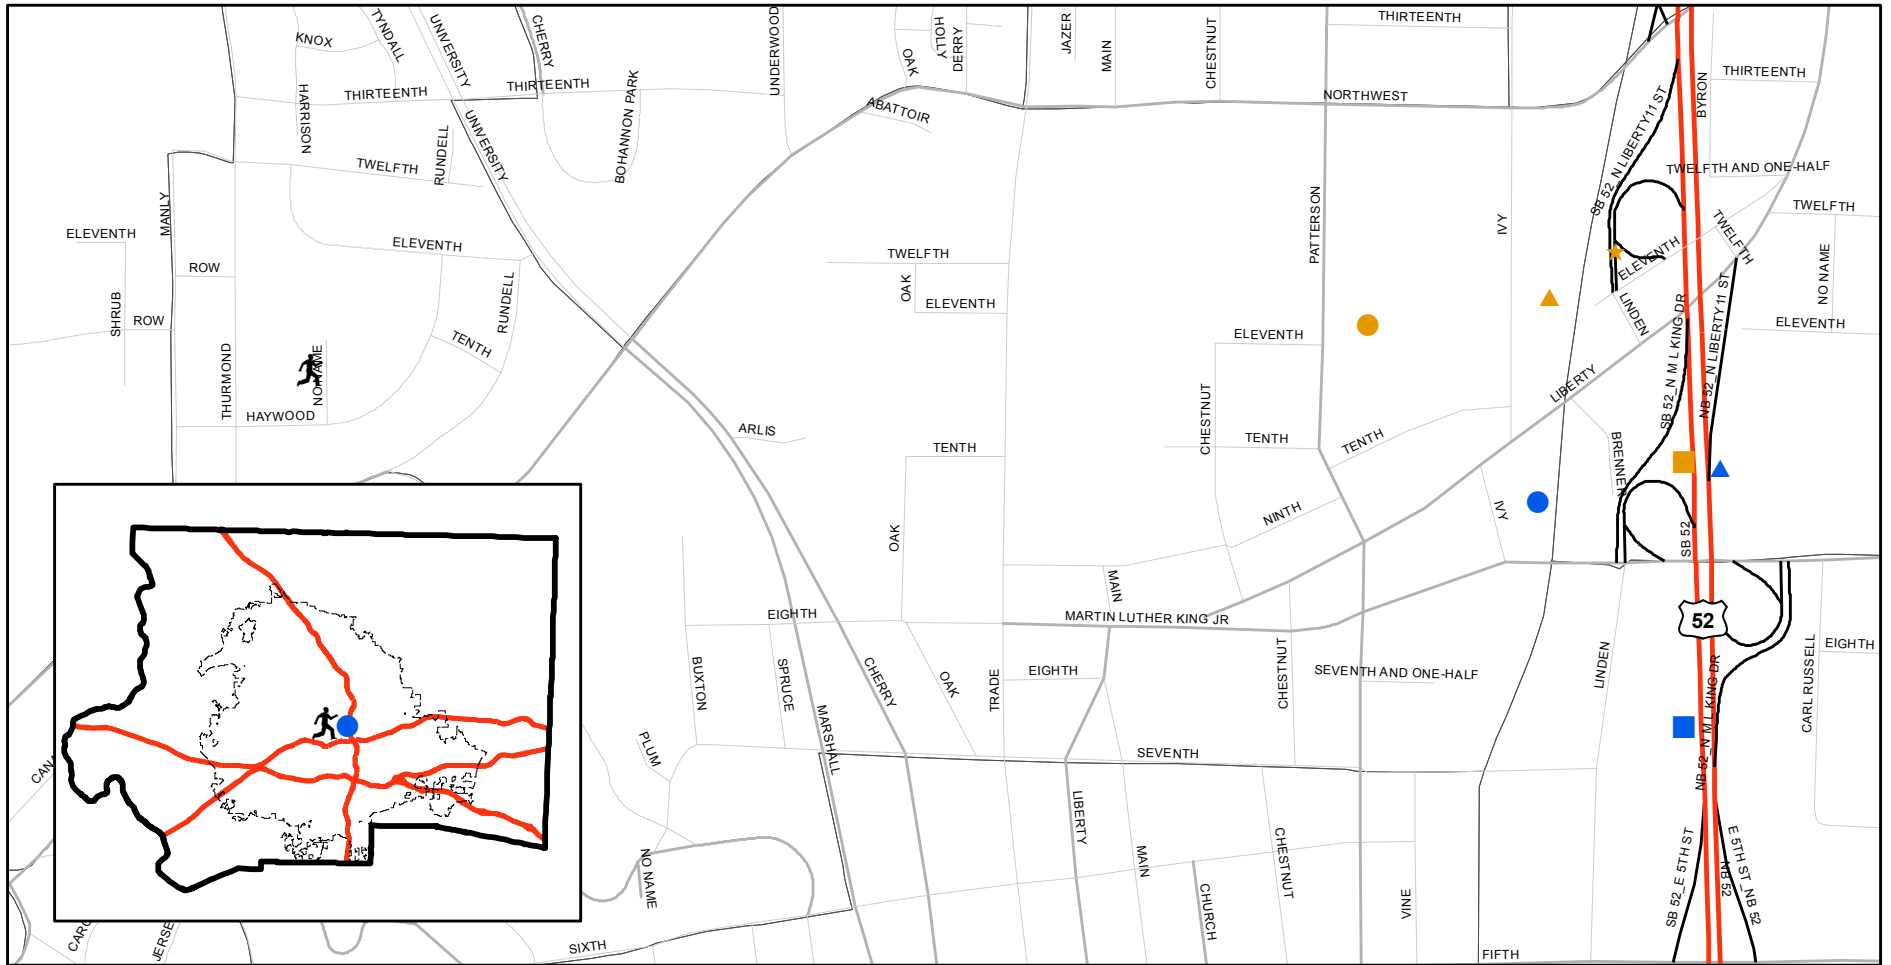 KNOX
TYNDALL
UNIVERSITY
CHERRY
UNDERWOOD
OAK
HOLLY
DERRY
JAZER
MAIN
CHESTNUT
THIRTEENTH
THIRTEENTH
BYRON
HARRISON
THIRTEENTH
THIRTEENTH
BOHANNON PARK
ABATTOIR
NORTHWEST
SB 52_N LIBERTY11 ST
RUNDELL
UNIVERSITY
TWELFTH
TWELFTH AND ONE-HALF
MANLY
PATTERSON
IVY
TWELFTH
TWELFTH
ELEVENTH
ELEVENTH
TWELFTH
ELEVENTH
NO NAME
ROW
OAK
ELEVENTH
LINDEN
SHRUB
ROW
RUNDELL
TENTH
ELEVENTH
ELEVENTH
SB 52_N M L KING DR
NB 52_N LIBERTY 11 ST
THURMOND
NO NAME
HAYWOOD
LIBERTY
ARLIS
TENTH
CHESTNUT
TENTH
TENTH
BRENNER
OAK
NINTH
IVY
SB 52
EIGHTH
MAIN
MARTIN LUTHER KING JR
52
EIGHTH
BUXTON
SPRUCE
CHERRY
OAK
TRADE
EIGHTH
CHESTNUT
SEVENTH AND ONE-HALF
LINDEN
NB 52_N M L KING DR
CARL RUSSELL
PLUM
MARSHALL
SEVENTH
LIBERTY
MAIN
CHESTNUT
NO NAME
CHURCH
VINE
SB 52_E 5TH ST
NB 52
E 5TH ST_NB 52
SIXTH
FIFTH